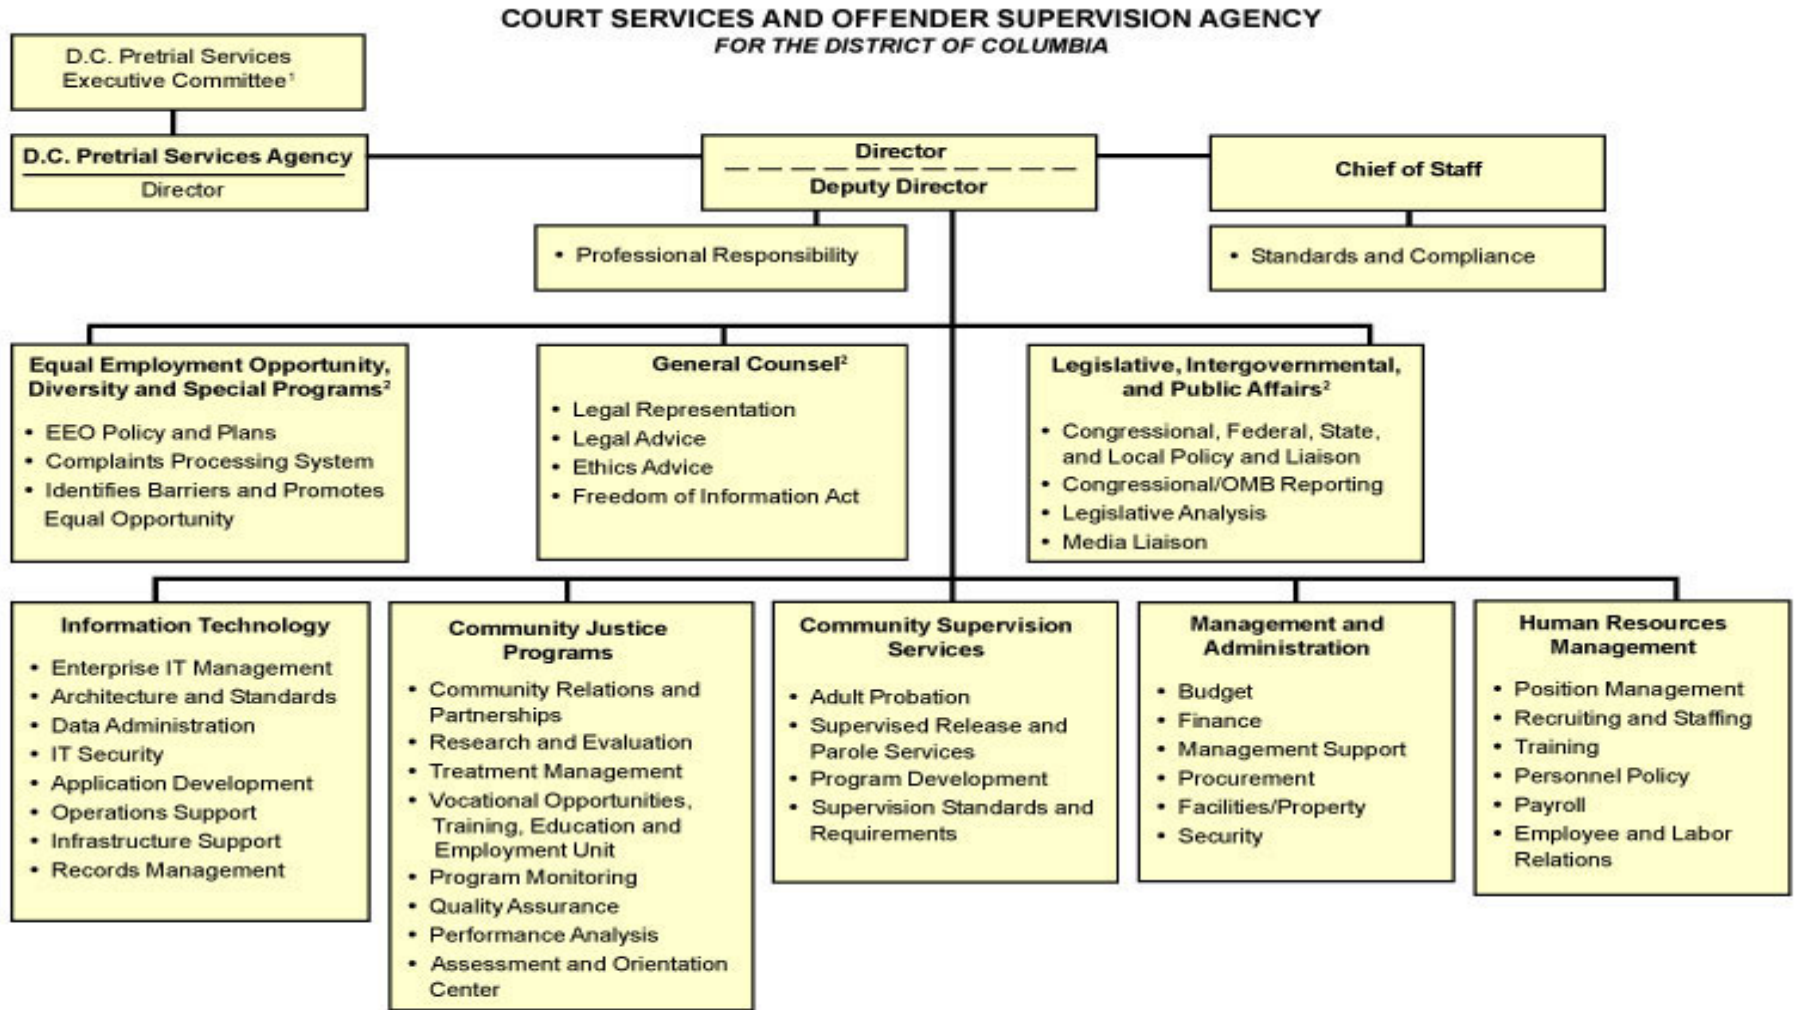 COURT SERVICES AND OFFENDER SUPERVISION AGENCY
FOR THE DISTRICT OF COLUMBIA
D.C. Pretrial Services
Executive Committee¹
D.C. Pretrial Services Agency
Director
Director
Deputy Director
Chief of Staff
• Professional Responsibility
• Standards and Compliance
Equal Employment Opportunity,
Diversity and Special Programs²
• EEO Policy and Plans
• Complaints Processing System
• Identifies Barriers and Promotes
Equal Opportunity
General Counsel²
• Legal Representation
• Legal Advice
• Ethics Advice
• Freedom of Information Act
Legislative, Intergovernmental,
and Public Affairs²
• Congressional, Federal, State,
and Local Policy and Liaison
• Congressional/OMB Reporting
• Legislative Analysis
• Media Liaison
Information Technology
• Enterprise IT Management
• Architecture and Standards
• Data Administration
• IT Security
• Application Development
• Operations Support
• Infrastructure Support
• Records Management
Community Justice
Programs
• Community Relations and
Partnerships
• Research and Evaluation
• Treatment Management
• Vocational Opportunities,
Training, Education and
Employment Unit
• Program Monitoring
• Quality Assurance
• Performance Analysis
• Assessment and Orientation
Center
Community Supervision
Services
• Adult Probation
• Supervised Release and
Parole Services
• Program Development
• Supervision Standards and
Requirements
Management and
Administration
• Budget
• Finance
• Management Support
• Procurement
• Facilities/Property
• Security
Human Resources
Management
• Position Management
• Recruiting and Staffing
• Training
• Personnel Policy
• Payroll
• Employee and Labor
Relations